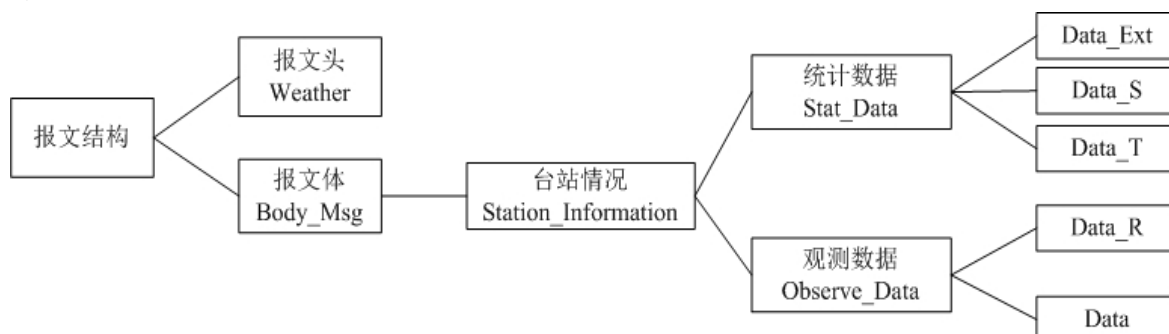 报文结构
报文头
Weather
报文体
Body_Msg
台站情况
Station_Information
统计数据
Stat_Data
观测数据
Observe_Data
Data_Ext
Data_S
Data_T
Data_R
Data